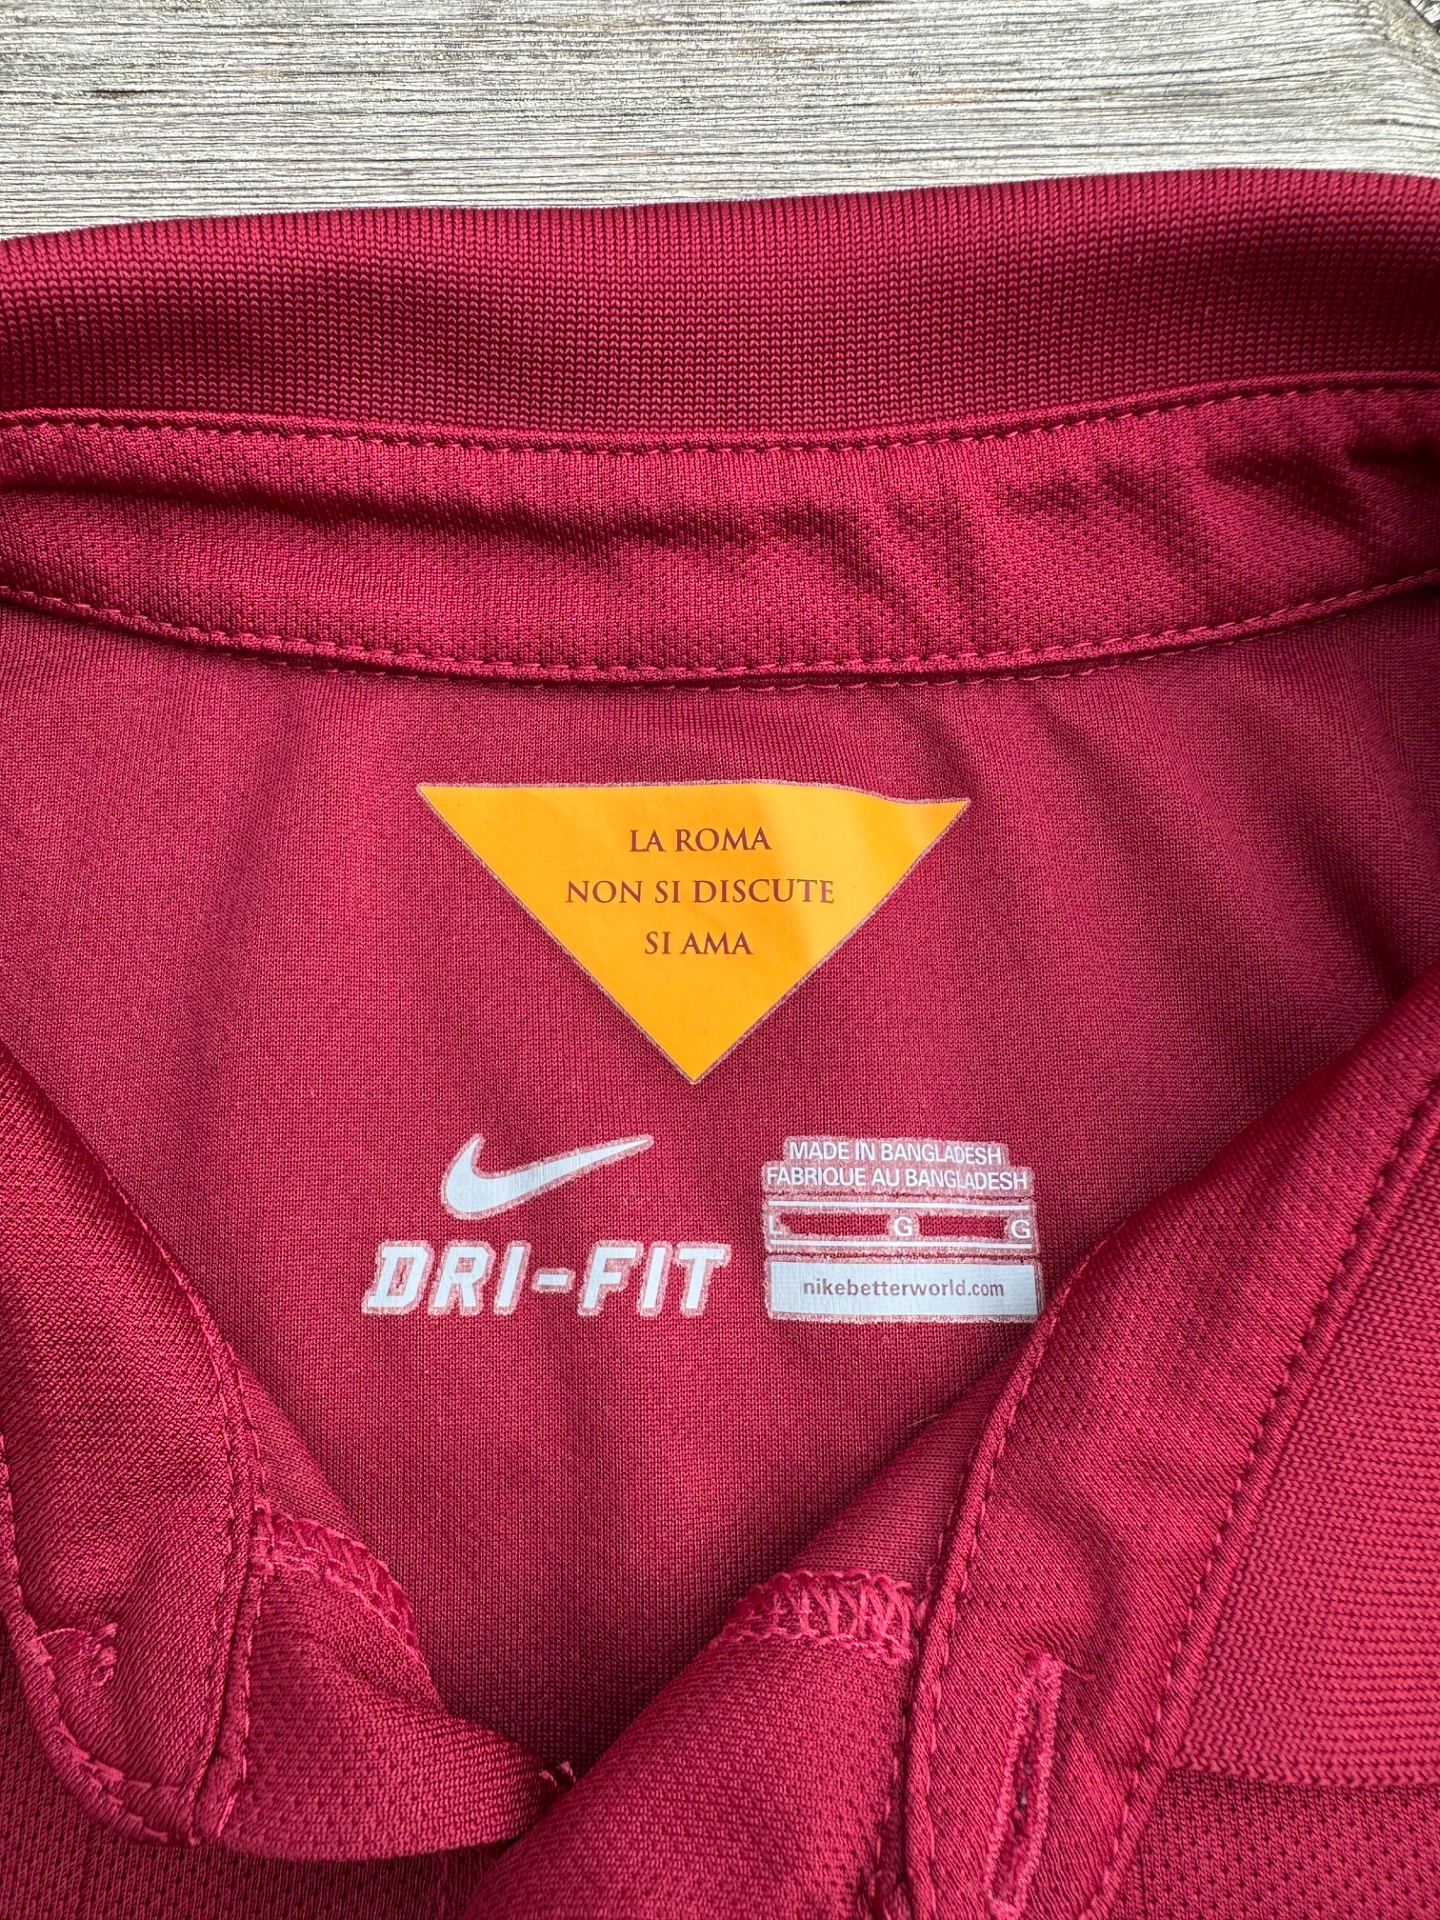 LA ROMA
NON SI DISCUTE
SI AMA
DRI-FIT
MADE IN BANGLADESH
FABRIQUE AU BANGLADESH
L G G
nikebetterworld.com